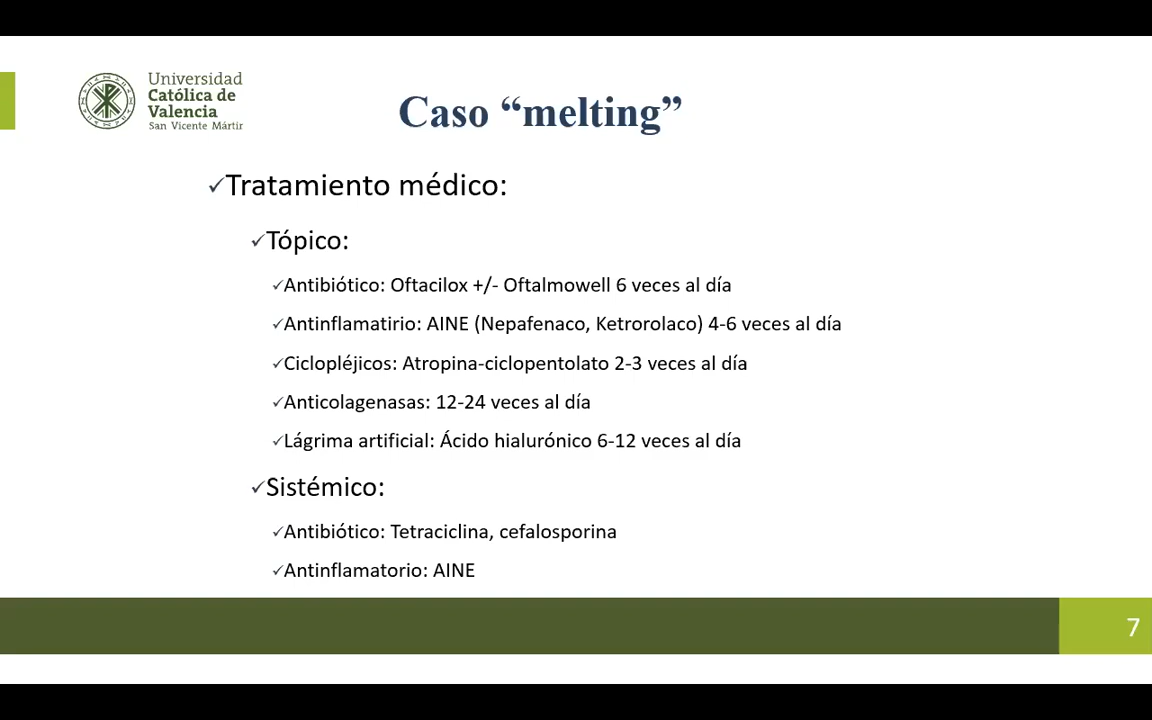 Universidad
Católica de
Valencia
San Vicente Mártir
Caso “melting”
✓Tratamiento médico:
✓Tópico:
✓Antibiótico: Oftacilox +/- Oftalmowell 6 veces al día
✓Antinflamatirio: AINE (Nepafenaco, Ketrorolaco) 4-6 veces al día
✓Ciclopléjicos: Atropina-ciclopentolato 2-3 veces al día
✓Anticolagenasas: 12-24 veces al día
✓Lágrima artificial: Ácido hialurónico 6-12 veces al día
✓Sistémico:
✓Antibiótico: Tetraciclina, cefalosporina
✓Antinflamatorio: AINE
7